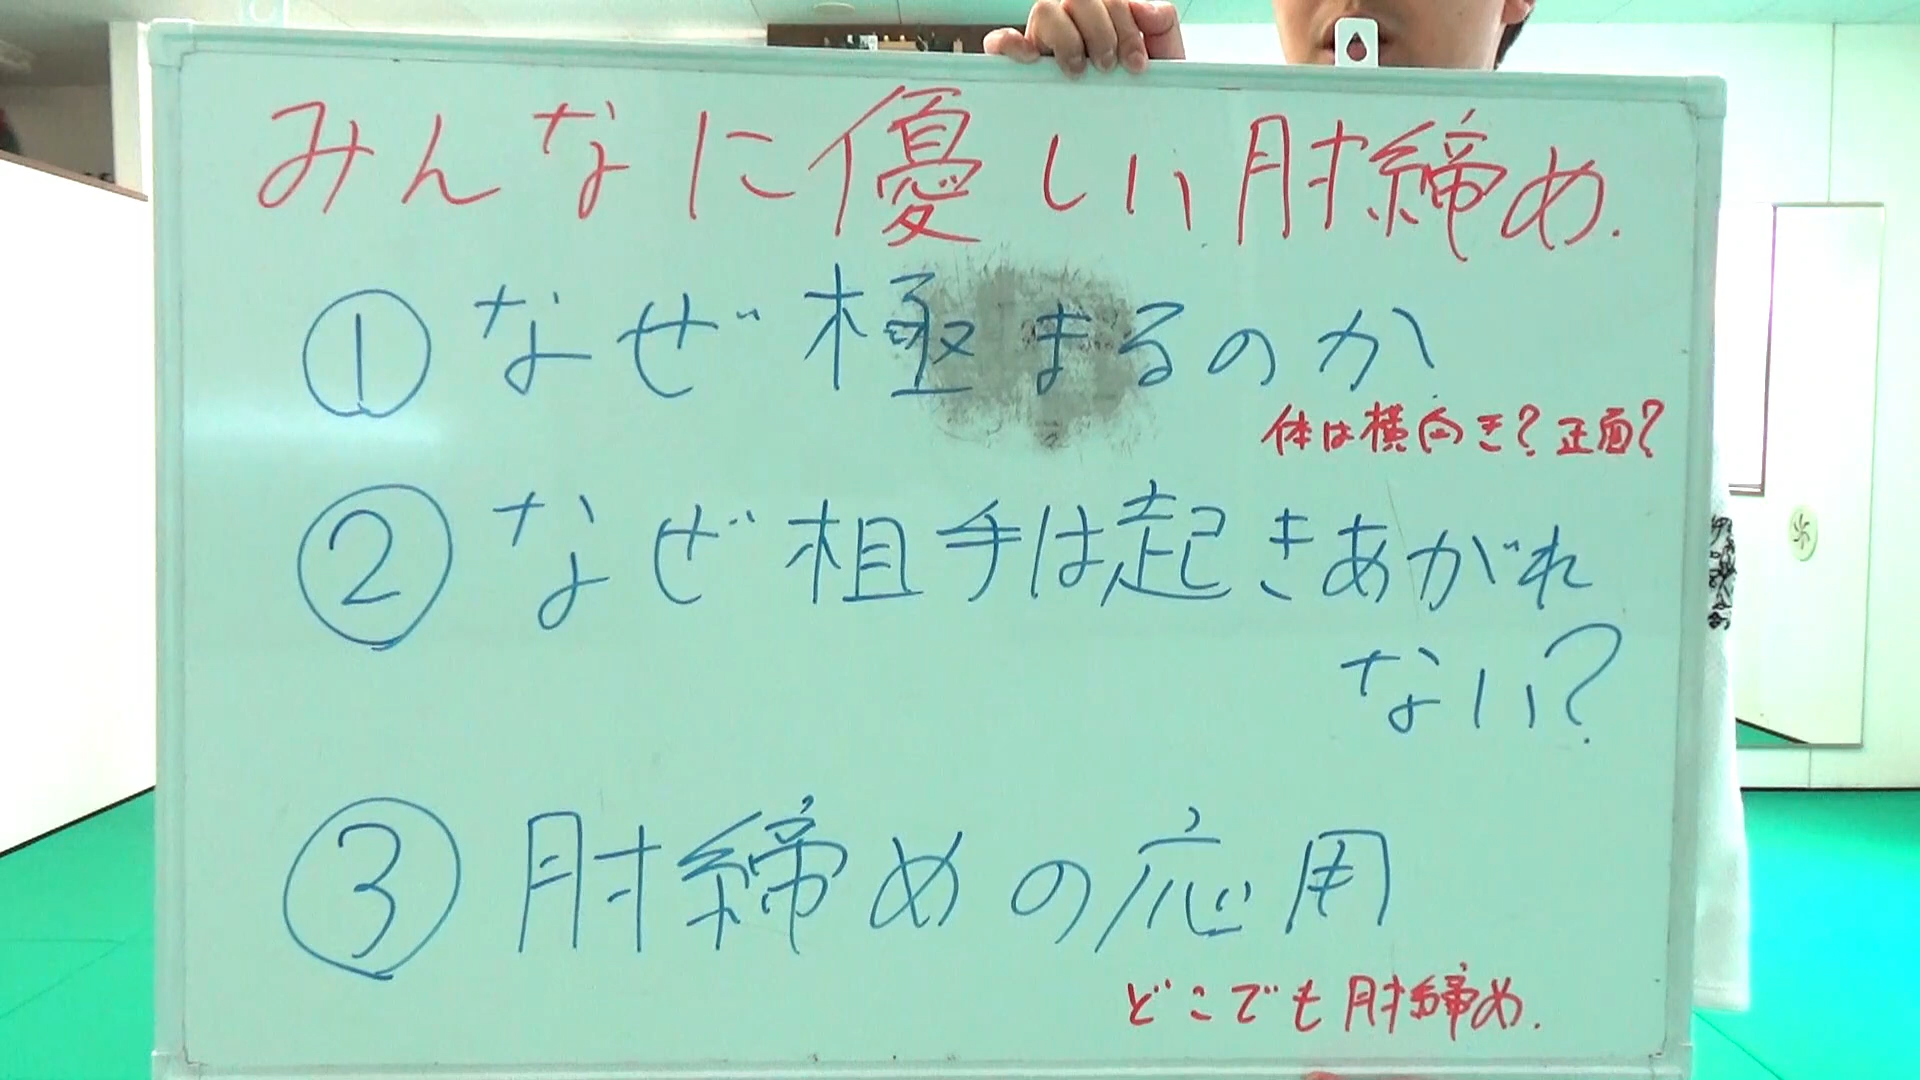 みんなに優しい肘締め.
① なぜ極まるのか
体は横向き?正面?
② なぜ相手は起きあがれ
ない?
③ 肘締めの応用
どこでも肘締め.